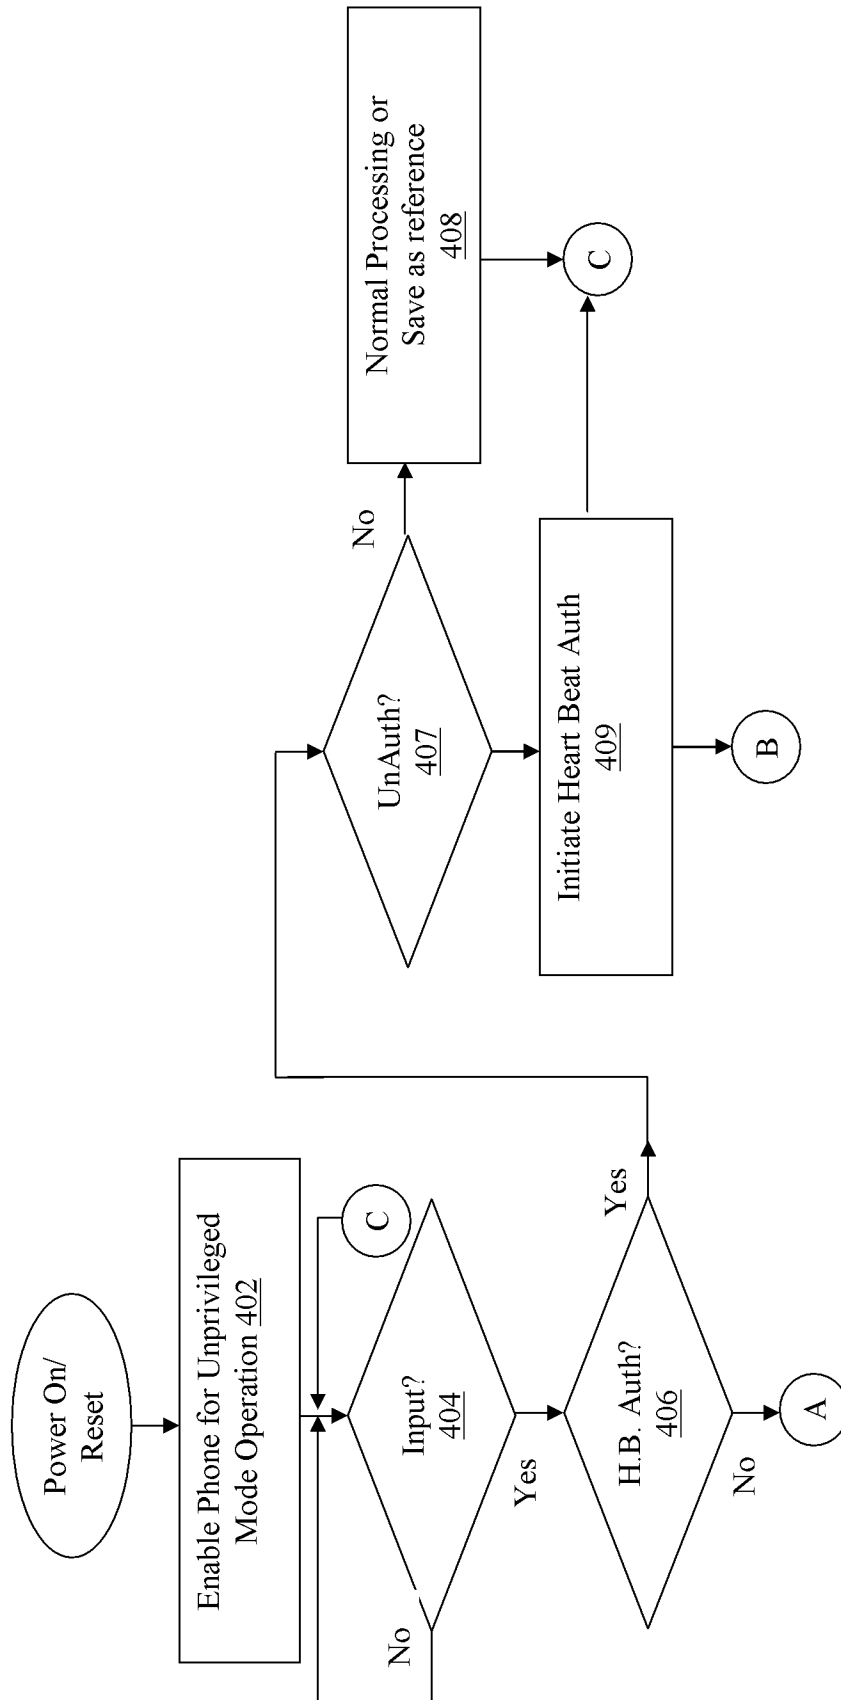 Power On/
Reset
Enable Phone for Unprivileged
Mode Operation 402
C
Input?
404
No
Yes
H.B. Auth?
406
Yes
No
A
UnAuth?
407
No
Normal Processing or
Save as reference
408
Initiate Heart Beat Auth
409
C
B